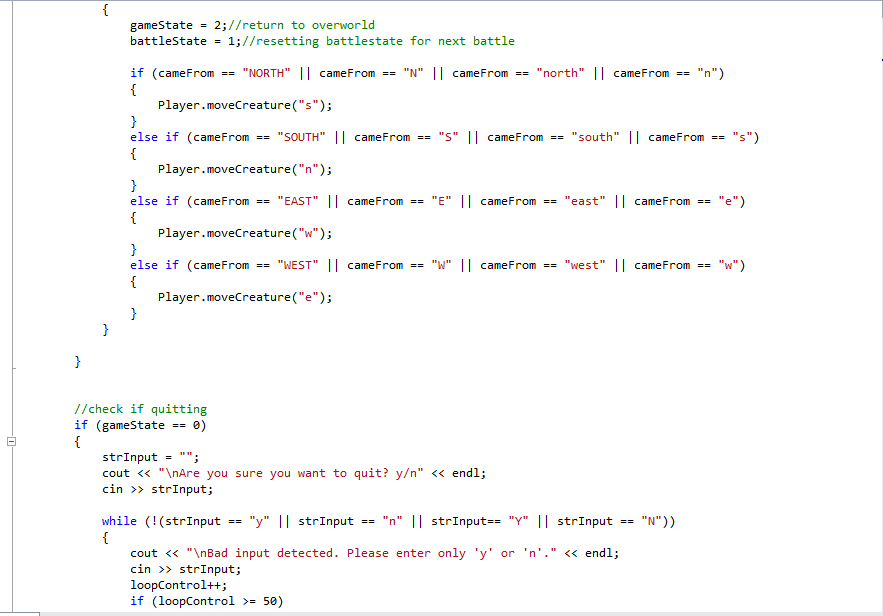 {
gameState = 2;//return to overworld
battleState = 1;//resetting battlestate for next battle
if (cameFrom == "NORTH" || cameFrom == "N" || cameFrom == "north" || cameFrom == "n")
{
Player.moveCreature("s");
}
else if (cameFrom == "SOUTH" || cameFrom == "S" || cameFrom == "south" || cameFrom == "s")
{
Player.moveCreature("n");
}
else if (cameFrom == "EAST" || cameFrom == "E" || cameFrom == "east" || cameFrom == "e")
{
Player.moveCreature("w");
}
else if (cameFrom == "WEST" || cameFrom == "W" || cameFrom == "west" || cameFrom == "w")
{
Player.moveCreature("e");
}
}
}
//check if quitting
if (gameState == 0)
{
strInput = "";
cout << "\nAre you sure you want to quit? y/n" << endl;
cin >> strInput;
while (!(strInput == "y" || strInput == "n" || strInput== "Y" || strInput == "N"))
{
cout << "\nBad input detected. Please enter only 'y' or 'n'." << endl;
cin >> strInput;
loopControl++;
if (loopControl >= 50)